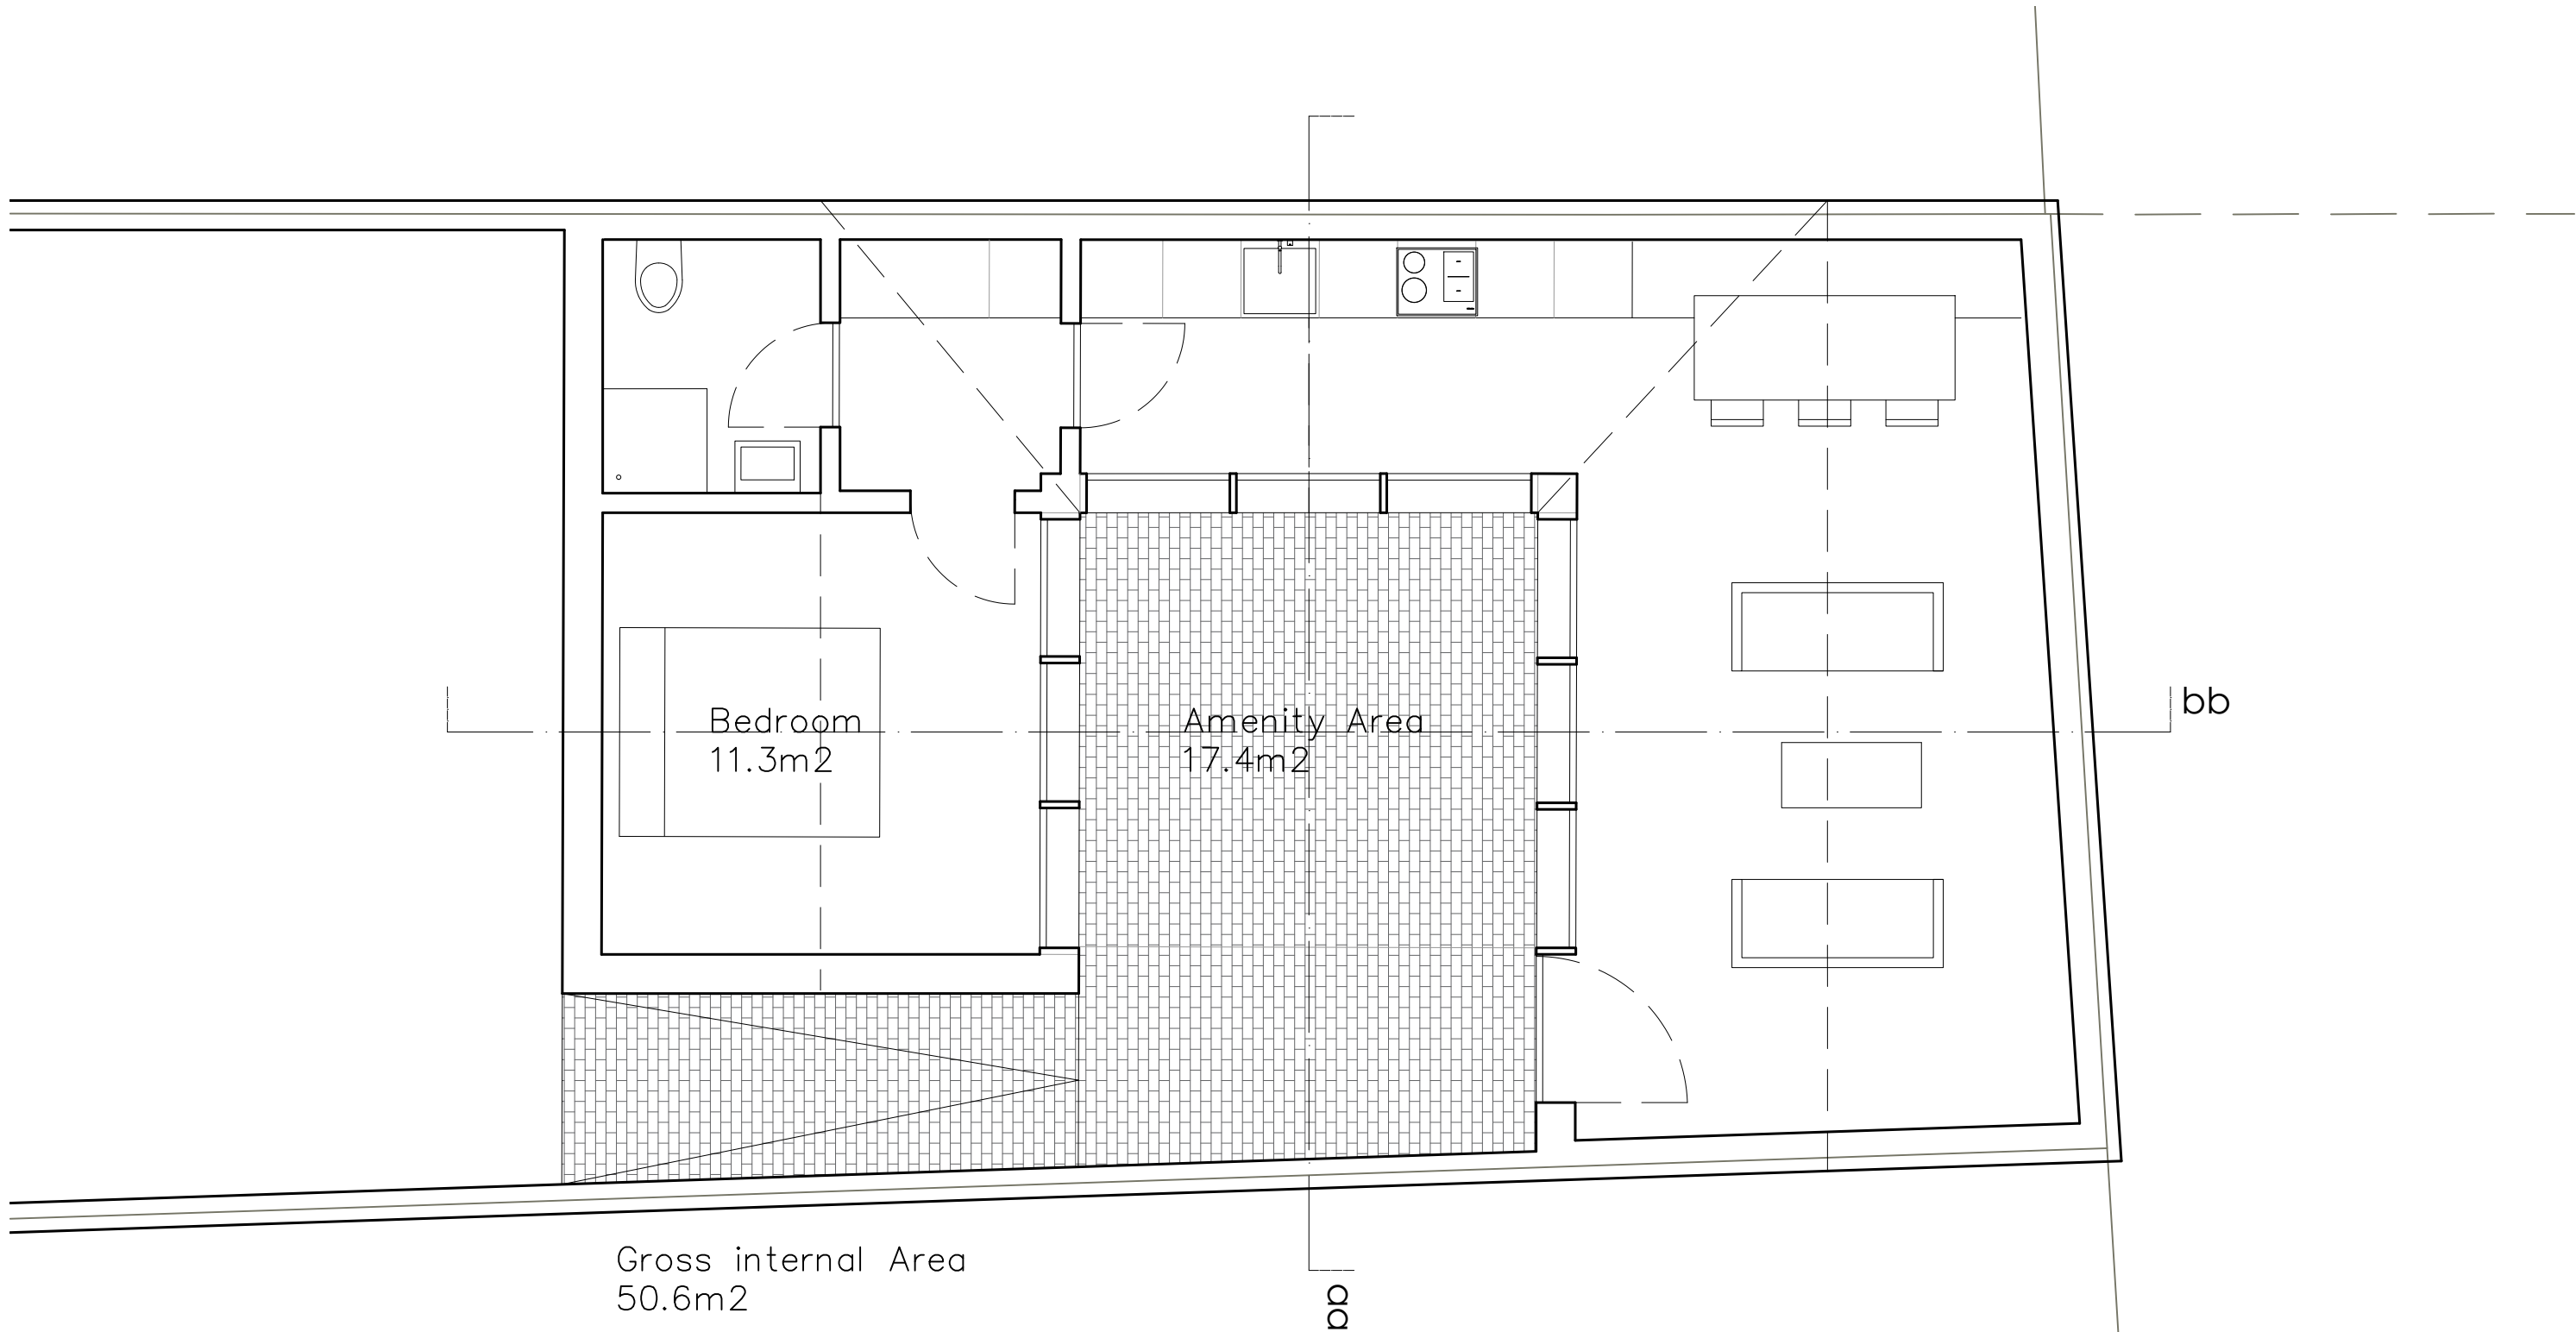 bb
Bedroom
11.3m2
Amenity Area
17.4m2
Gross internal Area
50.6m2
aa